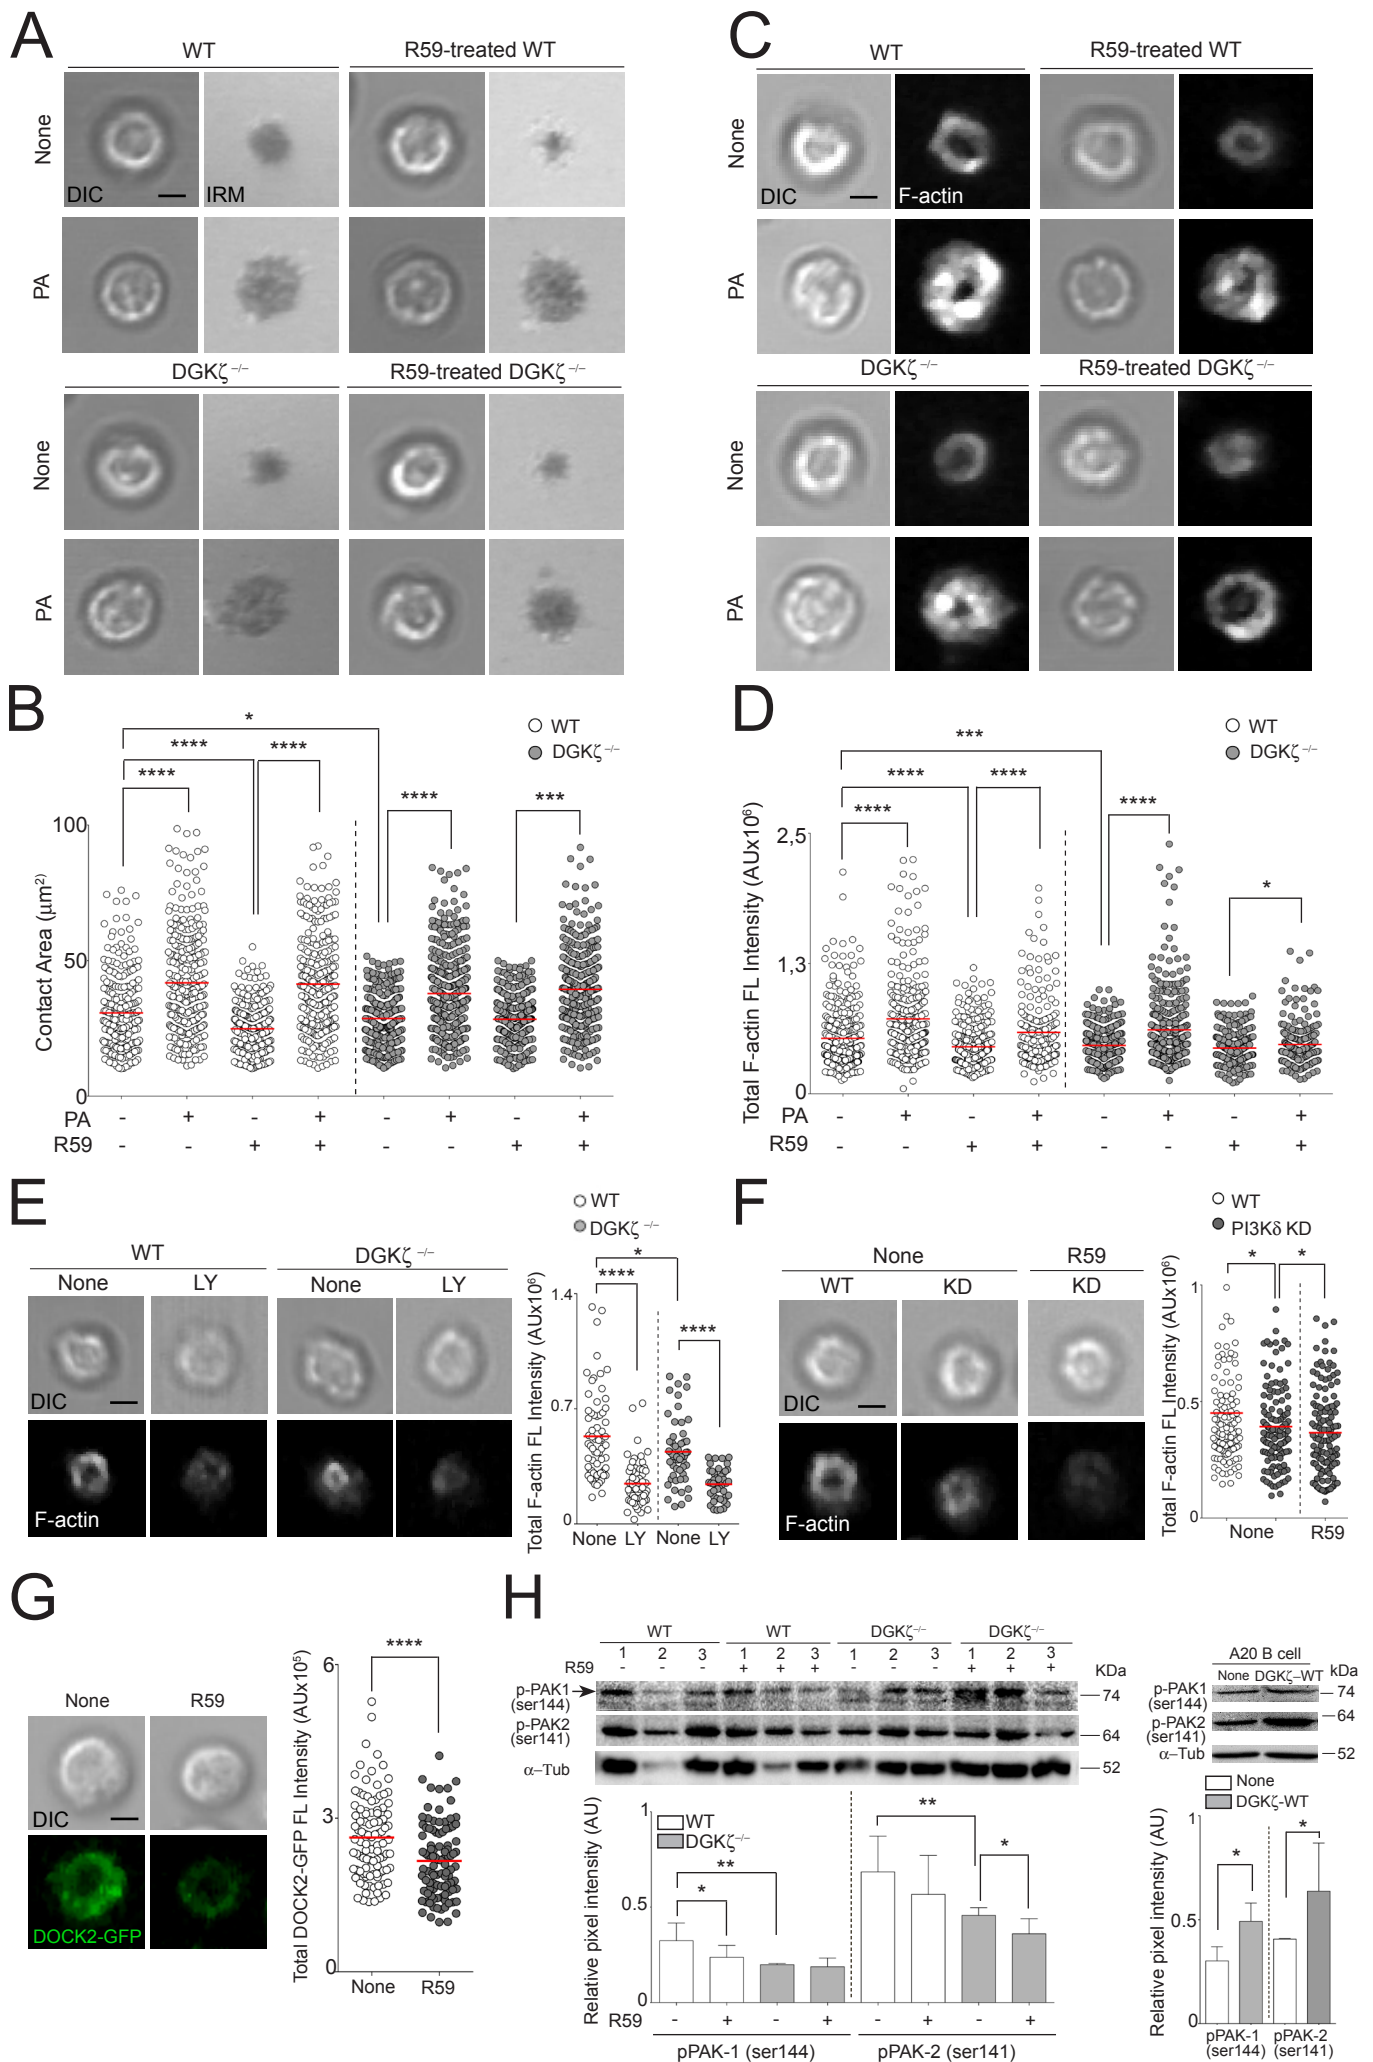 A
WT
R59-treated WT
None
DIC
IRM
PA
DGKζ −/−
R59-treated DGKζ −/−
None
PA
C
WT
R59-treated WT
None
DIC
F-actin
PA
DGKζ −/−
R59-treated DGKζ −/−
None
PA
B
WT
DGKζ −/−
*
**** ****
****
****
***
Contact Area (μm²)
100
50
0
PA - + - + - + - +
R59 - - + + - - + +
D
WT
DGKζ −/−
***
**** ****
****
****
*
Total F-actin FL Intensity (AUx10⁶)
2,5
1,3
0
PA - + - + - + - +
R59 - - + + - - + +
E
WT
DGKζ −/−
None LY None LY
DIC
F-actin
WT
DGKζ −/−
*
****
****
Total F-actin FL Intensity (AUx10⁶)
1.4
0.7
0
None LY None LY
F
None R59
WT KD KD
DIC
F-actin
WT
PI3Kδ KD
* *
Total F-actin FL Intensity (AUx10⁶)
1
0.5
0
None R59
G
None R59
DIC
DOCK2-GFP
****
Total DOCK2-GFP FL Intensity (AUx10⁵)
6
3
0
None R59
H
WT WT DGKζ−/− DGKζ−/−
1 2 3 1 2 3 1 2 3 1 2 3
R59 - - - + + + - - - + + +
KDa
p-PAK1
(ser144)
74
p-PAK2
(ser141)
64
α−Tub
52
WT
DGKζ−/−
** *
**
*
Relative pixel intensity (AU)
1
0.5
0
R59 - + - + - + - +
pPAK-1 (ser144) pPAK-2 (ser141)
A20 B cell
None DGKζ−WT kDa
p-PAK1
(ser144)
74
p-PAK2
(ser141)
64
α−Tub
52
None
DGKζ-WT
* *
Relative pixel intensity (AU)
1
0.5
0
pPAK-1 pPAK-2
(ser144) (ser141)